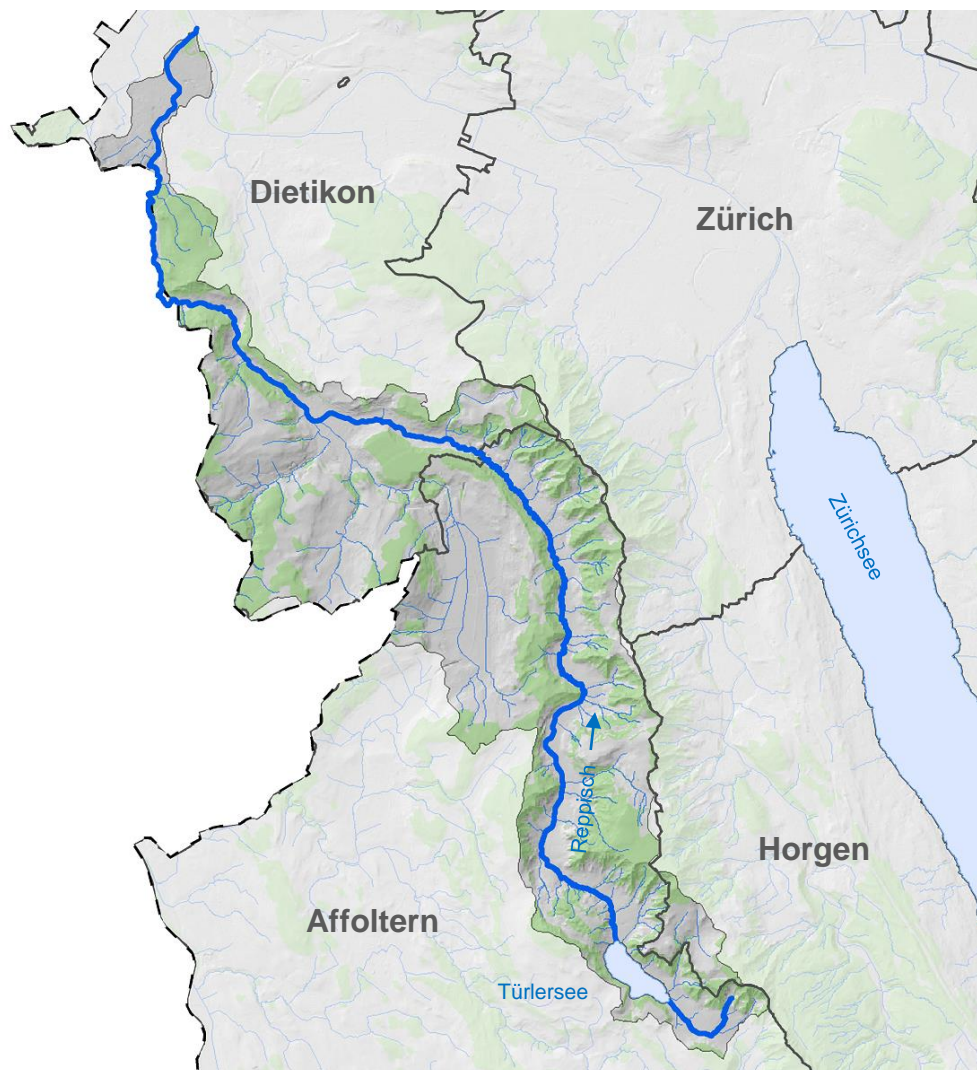 Dietikon
Zürich
Zürichsee
Reppisch
Horgen
Affoltern
Türlersee